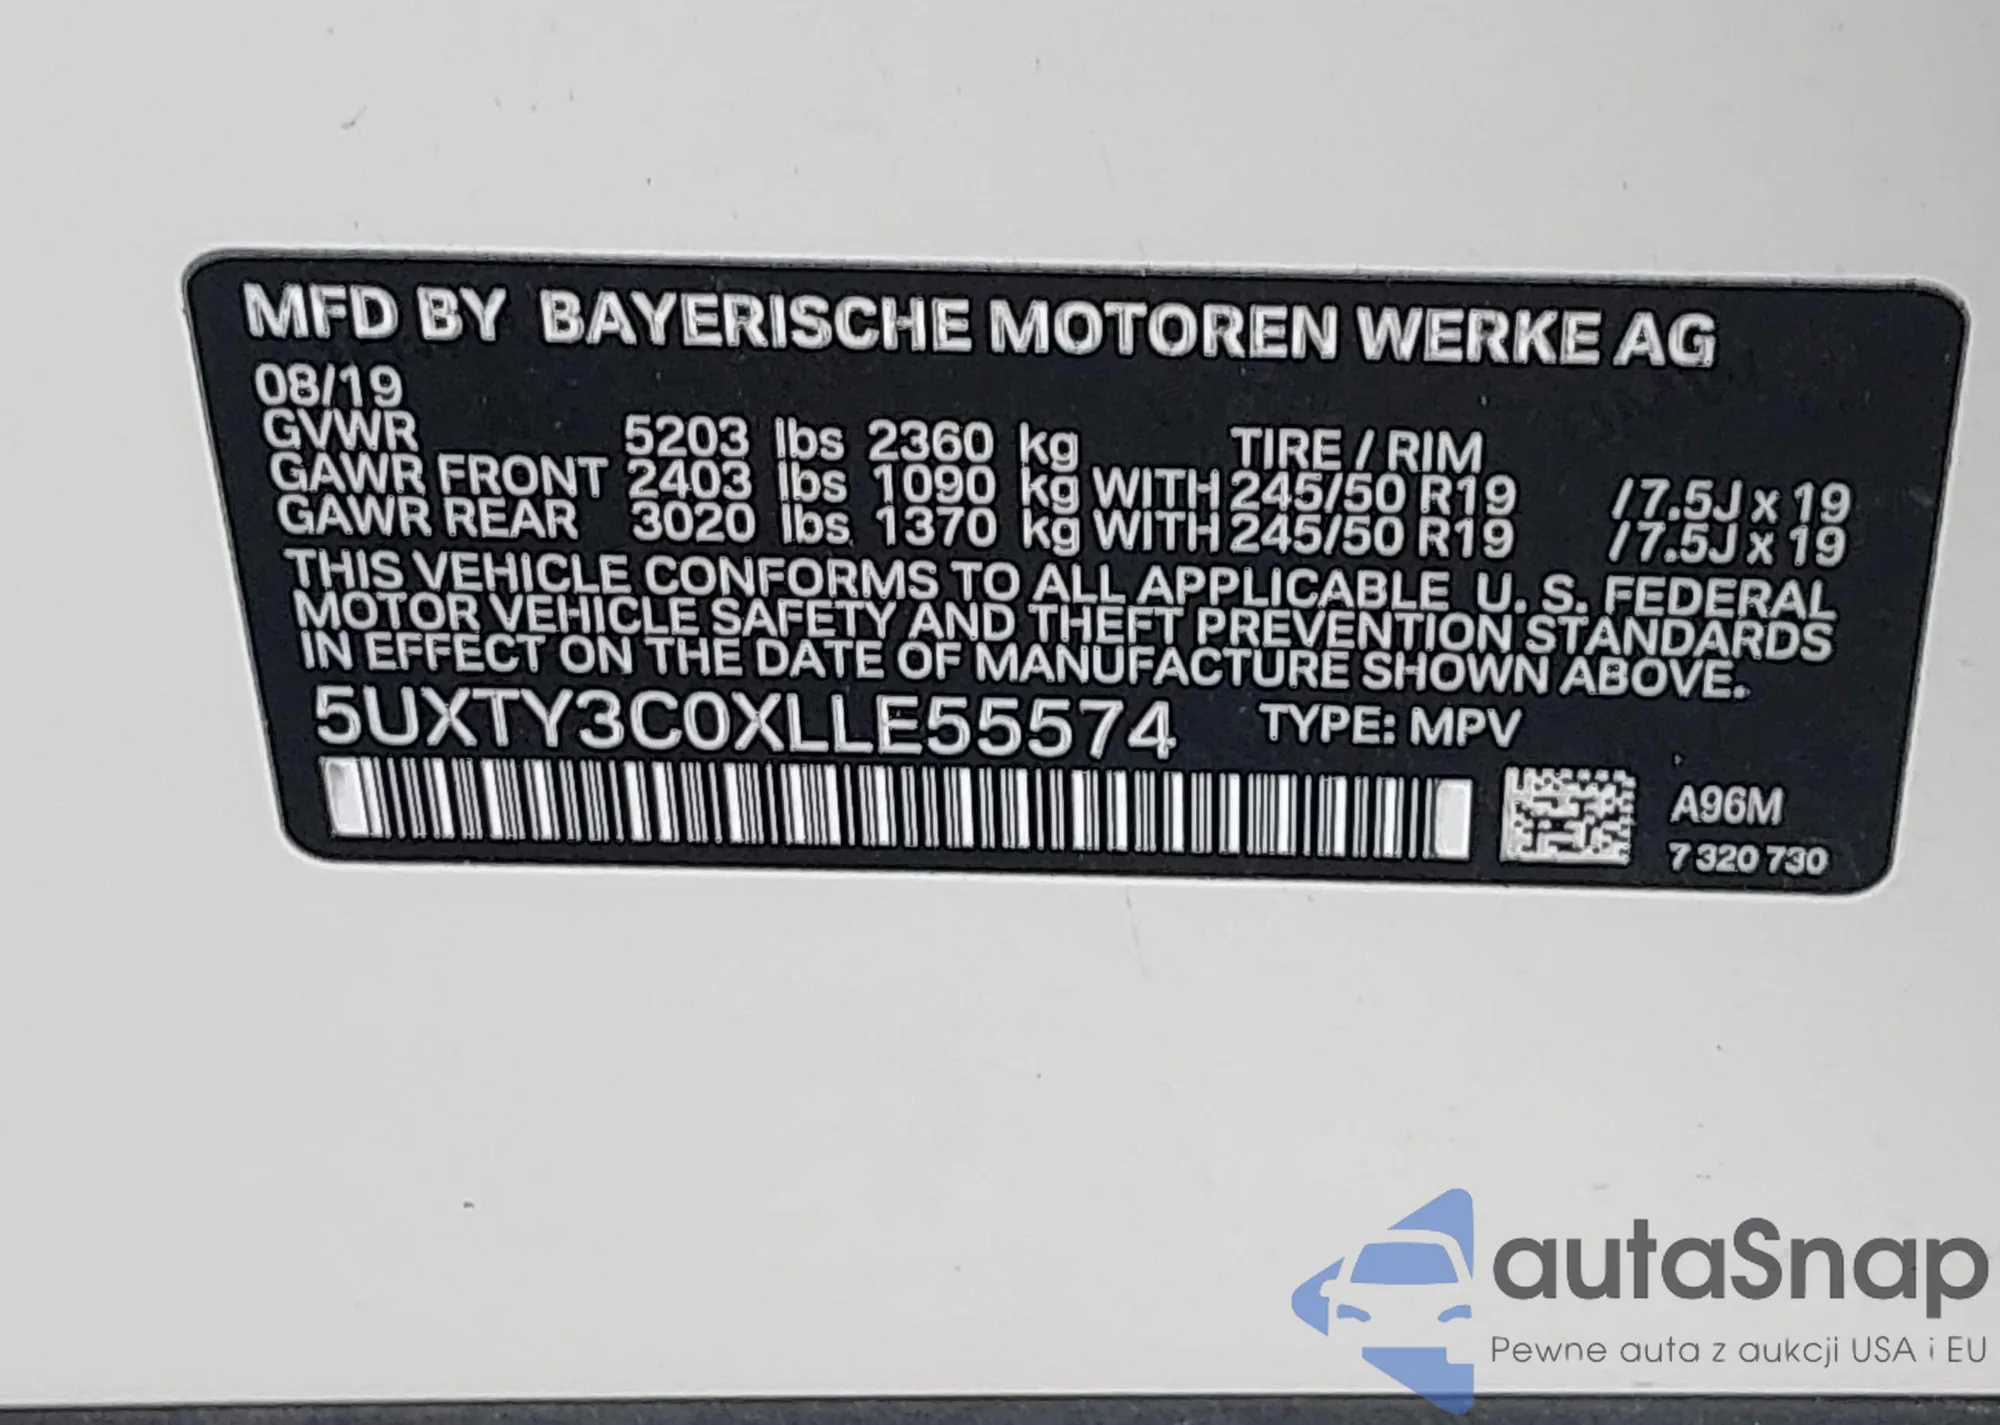 MFD BY BAYERISCHE MOTOREN WERKE AG
08/19
GVWR 5203 lbs 2360 kg TIRE / RIM
GAWR FRONT 2403 lbs 1090 kg WITH 245/50 R19 /7.5J x 19
GAWR REAR 3020 lbs 1370 kg WITH 245/50 R19 /7.5J x 19
THIS VEHICLE CONFORMS TO ALL APPLICABLE U. S. FEDERAL
MOTOR VEHICLE SAFETY AND THEFT PREVENTION STANDARDS
IN EFFECT ON THE DATE OF MANUFACTURE SHOWN ABOVE.
5UXTY3C0XLLE55574 TYPE: MPV
A96M
7 320 730
autaSnap
Pewne auta z aukcji USA i EU